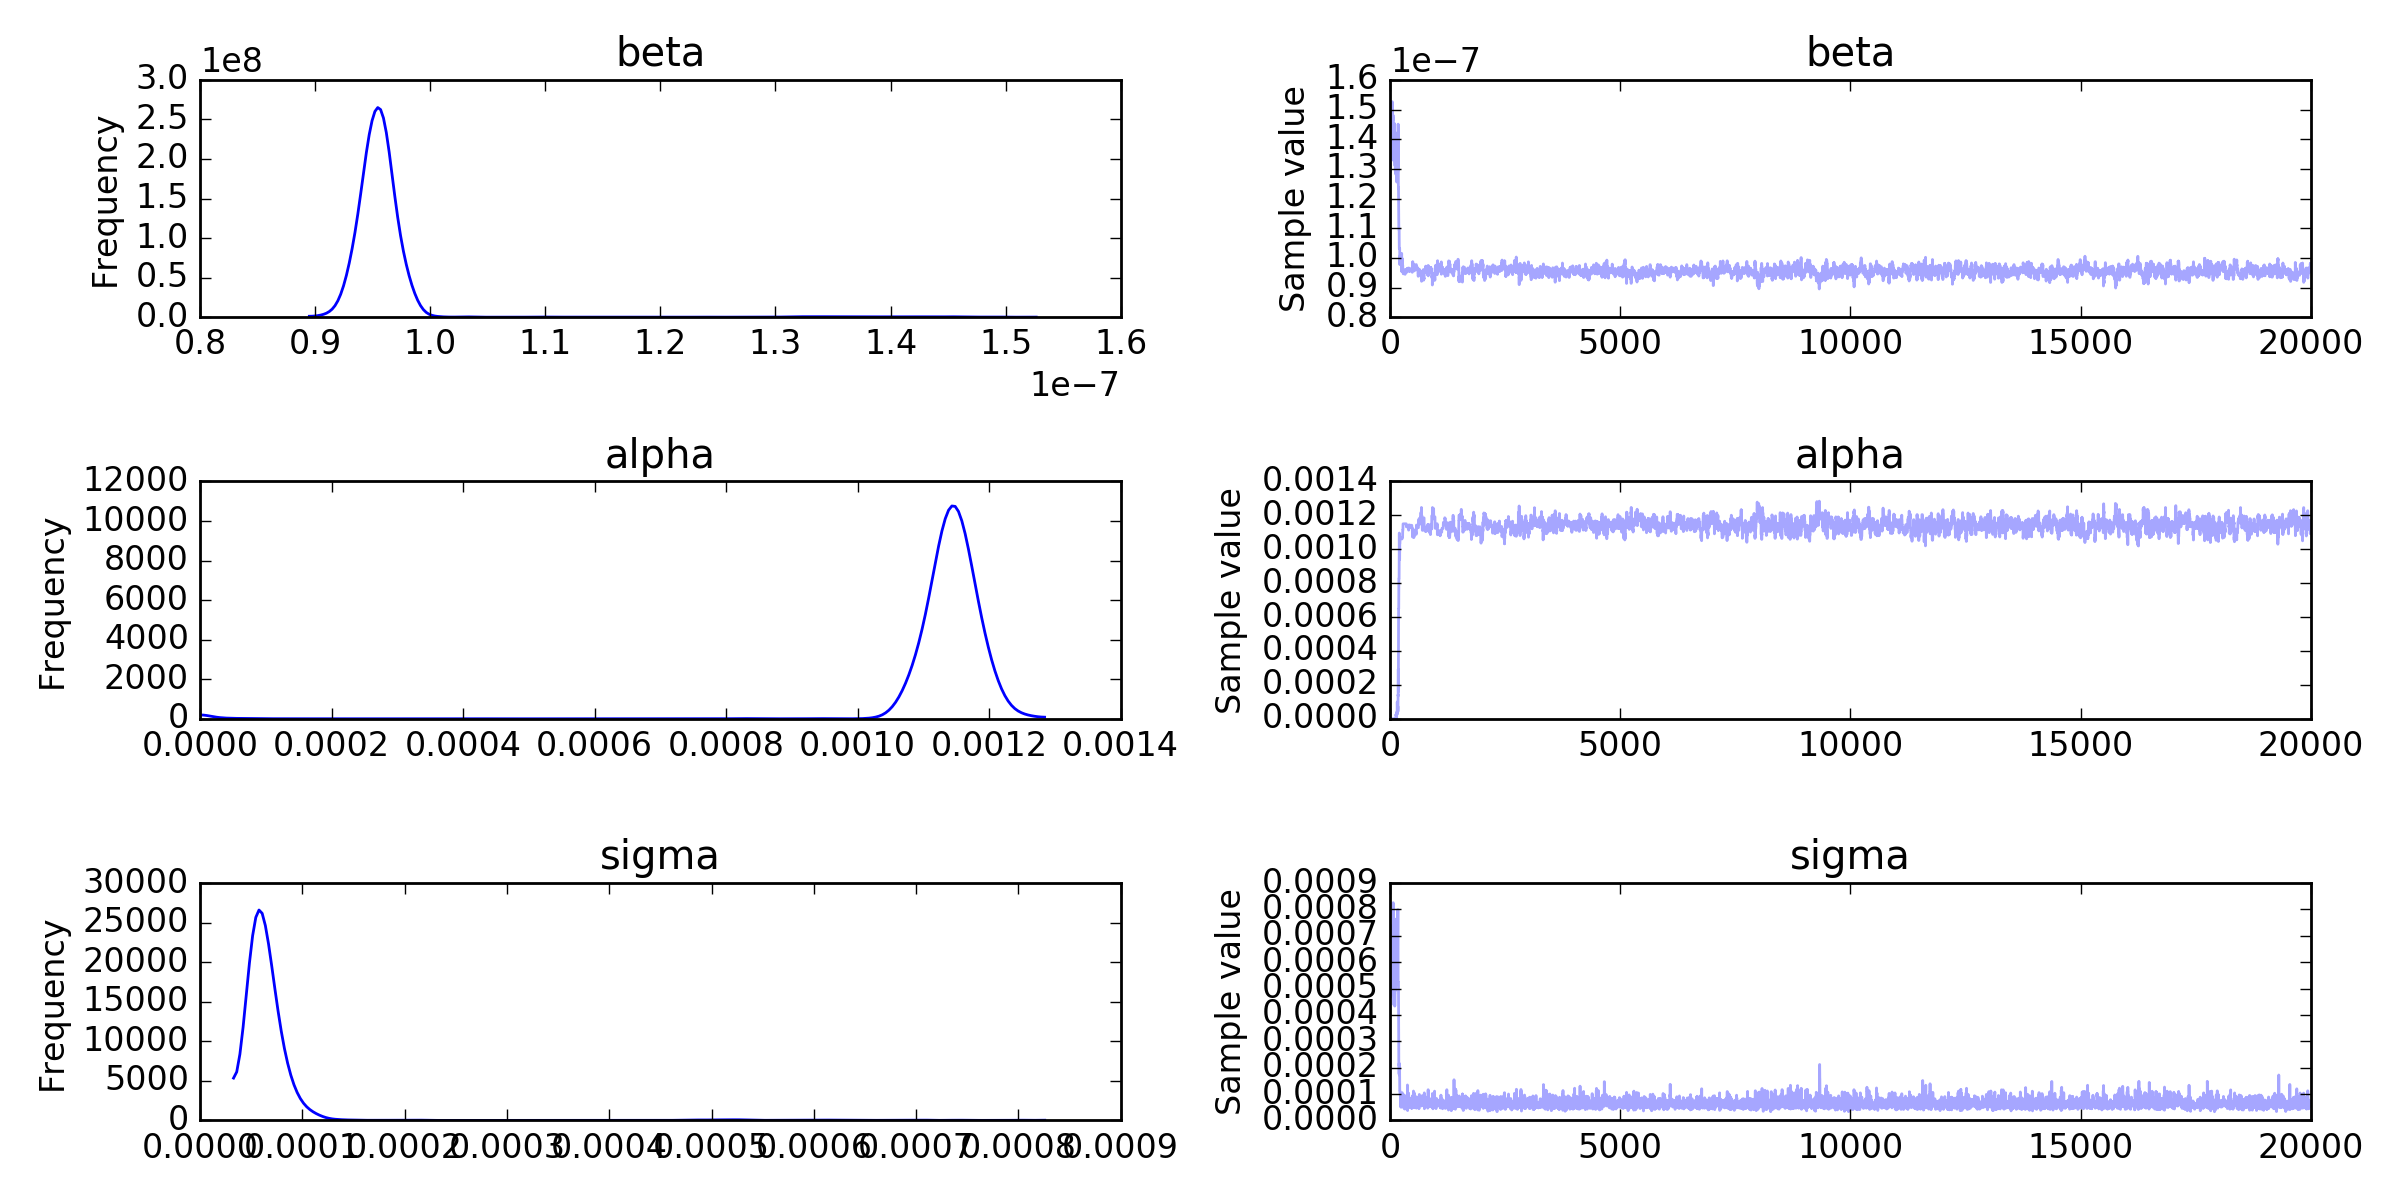 beta
1e8
3.0
2.5
2.0
1.5
1.0
0.5
0.0
Frequency
0.8 0.9 1.0 1.1 1.2 1.3 1.4 1.5 1.6
1e−7
beta
1e−7
1.6
1.5
1.4
1.3
1.2
1.1
1.0
0.9
0.8
Sample value
0 5000 10000 15000 20000
alpha
12000
10000
8000
6000
4000
2000
0
Frequency
0.0000 0.0002 0.0004 0.0006 0.0008 0.0010 0.0012 0.0014
alpha
0.0014
0.0012
0.0010
0.0008
0.0006
0.0004
0.0002
0.0000
Sample value
0 5000 10000 15000 20000
sigma
30000
25000
20000
15000
10000
5000
0
Frequency
0.0000 0.0001 0.0002 0.0003 0.0004 0.0005 0.0006 0.0007 0.0008 0.0009
sigma
0.0009
0.0008
0.0007
0.0006
0.0005
0.0004
0.0003
0.0002
0.0001
0.0000
Sample value
0 5000 10000 15000 20000